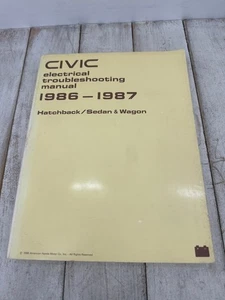 CIVIC
electrical
troubleshooting
manual
1986 – 1987
Hatchback/Sedan & Wagon